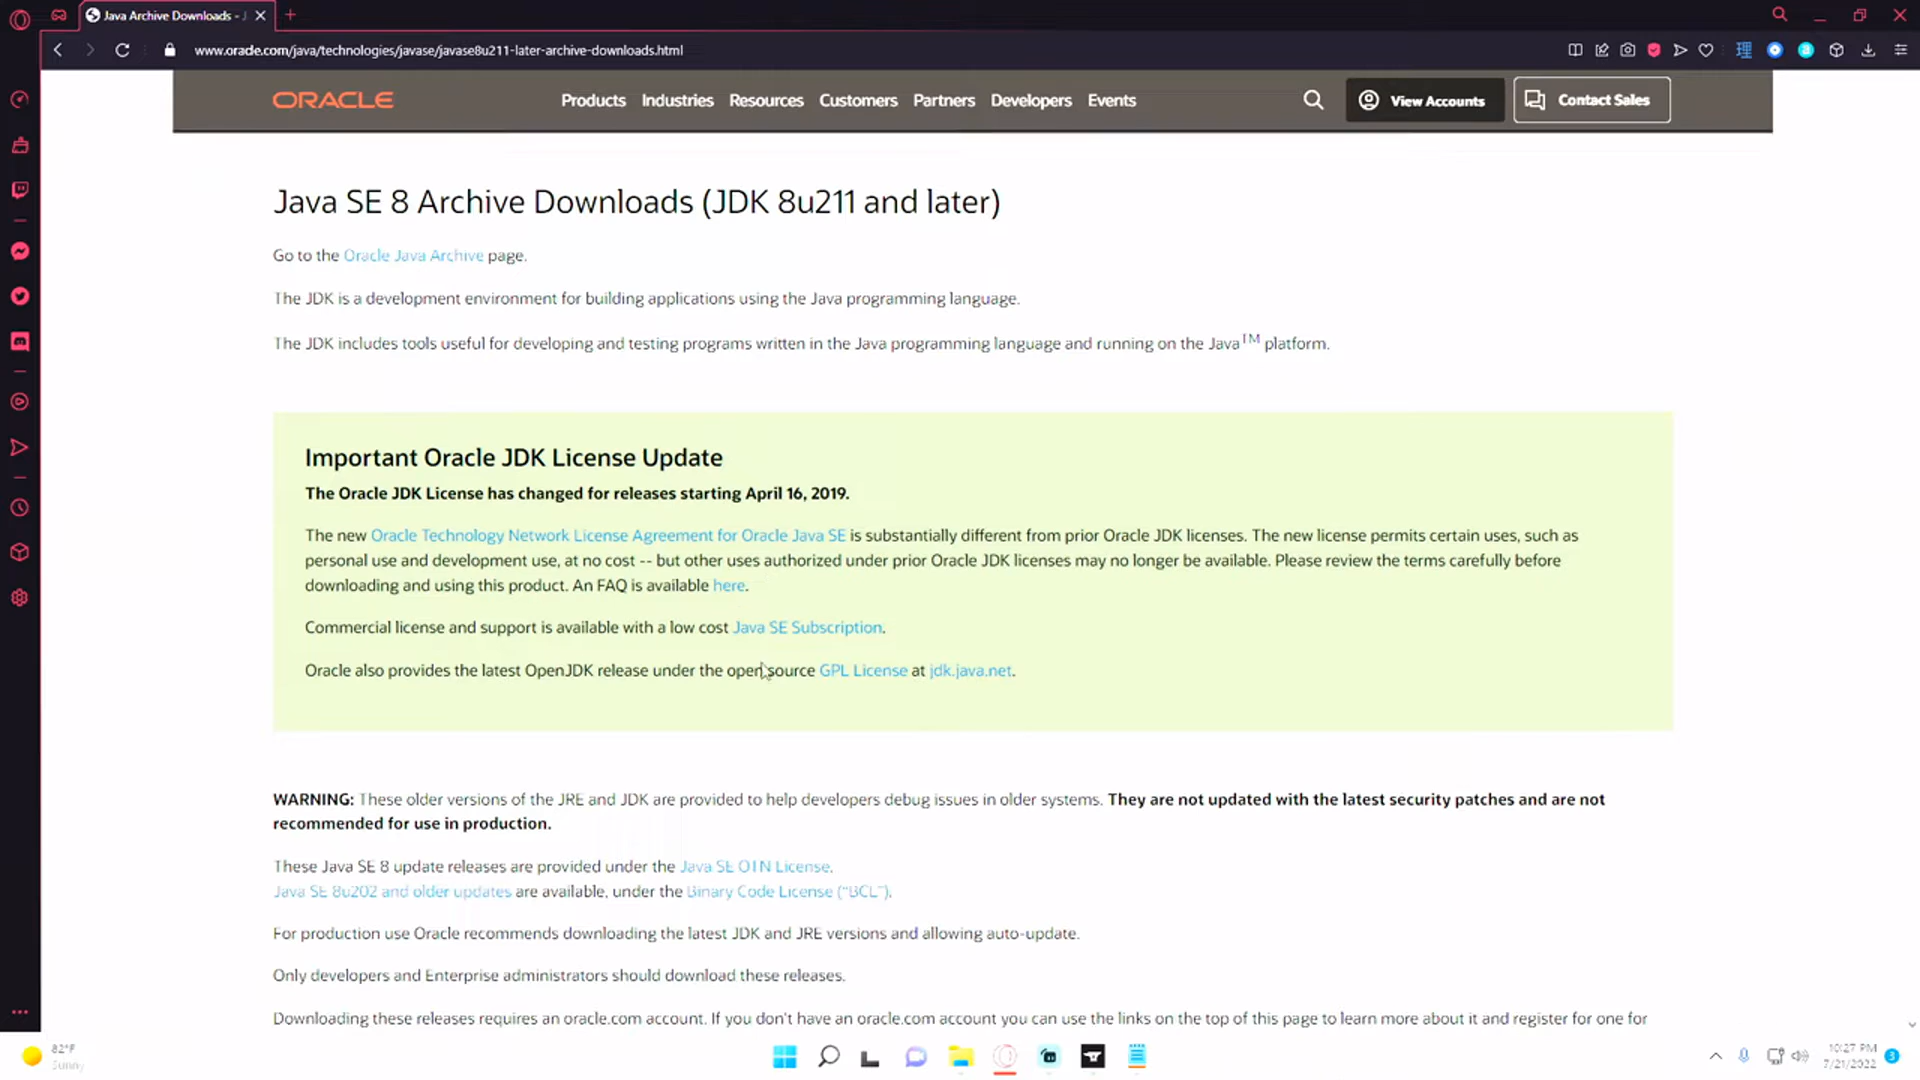 Java Archive Downloads - J
www.oracle.com/java/technologies/javase/javase8u211-later-archive-downloads.html
ORACLE
Products Industries Resources Customers Partners Developers Events
View Accounts
Contact Sales
Java SE 8 Archive Downloads (JDK 8u211 and later)
Go to the Oracle Java Archive page.
The JDK is a development environment for building applications using the Java programming language.
The JDK includes tools useful for developing and testing programs written in the Java programming language and running on the Java™ platform.
Important Oracle JDK License Update
The Oracle JDK License has changed for releases starting April 16, 2019.
The new Oracle Technology Network License Agreement for Oracle Java SE is substantially different from prior Oracle JDK licenses. The new license permits certain uses, such as
personal use and development use, at no cost -- but other uses authorized under prior Oracle JDK licenses may no longer be available. Please review the terms carefully before
downloading and using this product. An FAQ is available here.
Commercial license and support is available with a low cost Java SE Subscription.
Oracle also provides the latest OpenJDK release under the open source GPL License at jdk.java.net.
WARNING: These older versions of the JRE and JDK are provided to help developers debug issues in older systems. They are not updated with the latest security patches and are not
recommended for use in production.
These Java SE 8 update releases are provided under the Java SE OTN License.
Java SE 8u202 and older updates are available, under the Binary Code License ("BCL").
For production use Oracle recommends downloading the latest JDK and JRE versions and allowing auto-update.
Only developers and Enterprise administrators should download these releases.
Downloading these releases requires an oracle.com account. If you don't have an oracle.com account you can use the links on the top of this page to learn more about it and register for one for
82°F
Sunny
10:27 PM
7/21/2022
3
理
a